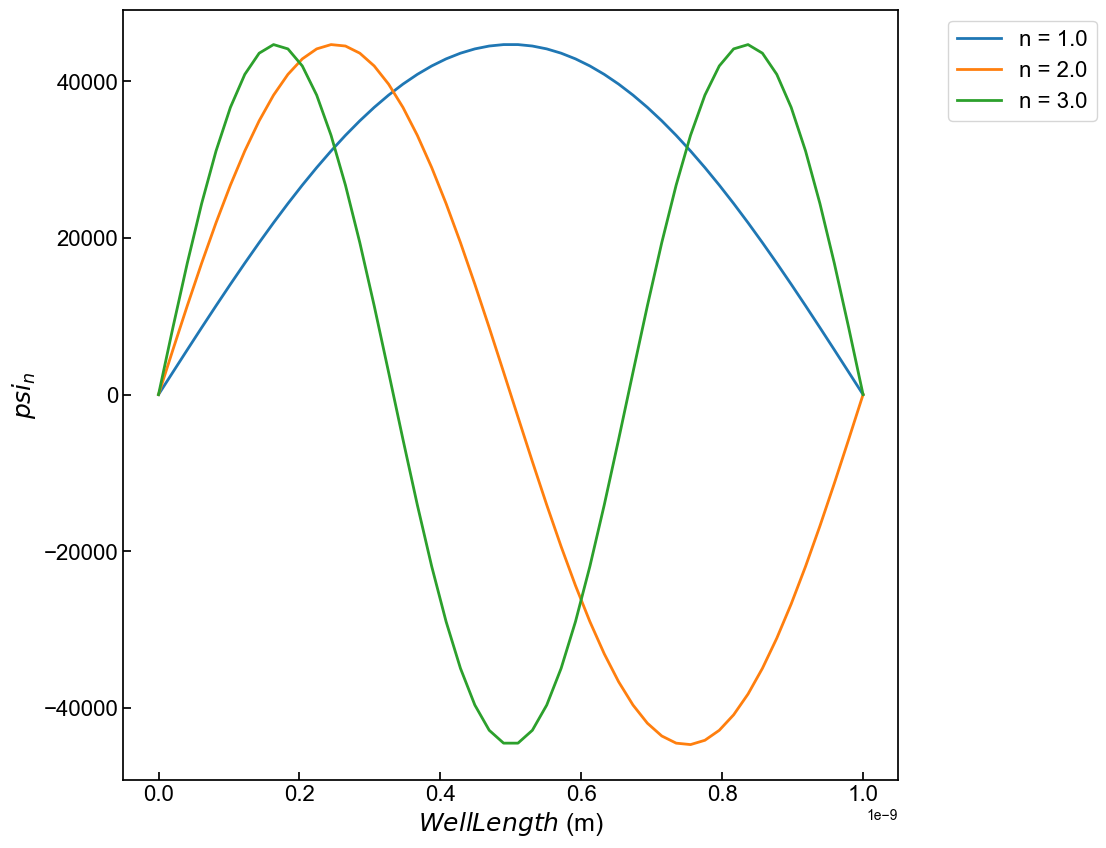 n = 1.0
n = 2.0
n = 3.0
40000
20000
0
−20000
−40000
psi_n
0.0 0.2 0.4 0.6 0.8 1.0
WellLength (m)
1e−9